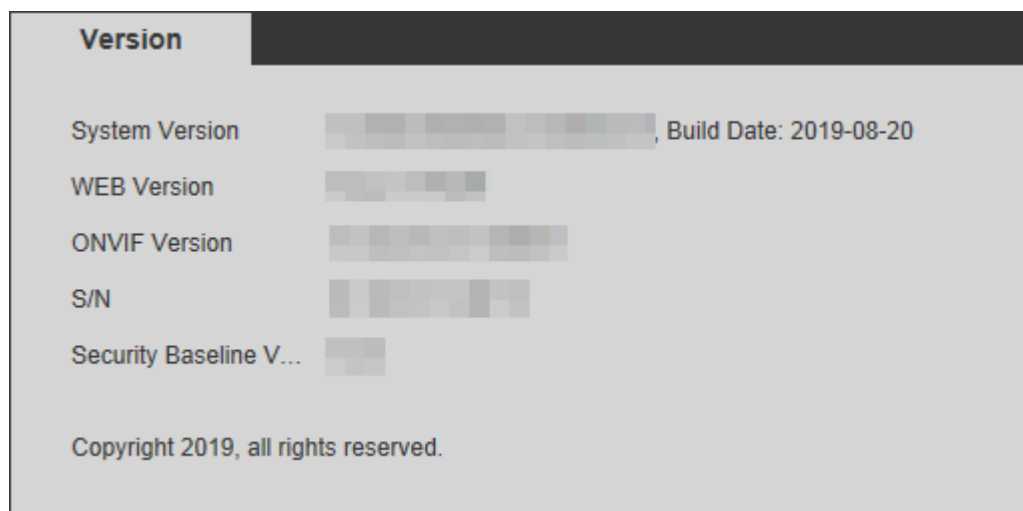 Version
System Version , Build Date: 2019-08-20
WEB Version
ONVIF Version
S/N
Security Baseline V...
Copyright 2019, all rights reserved.